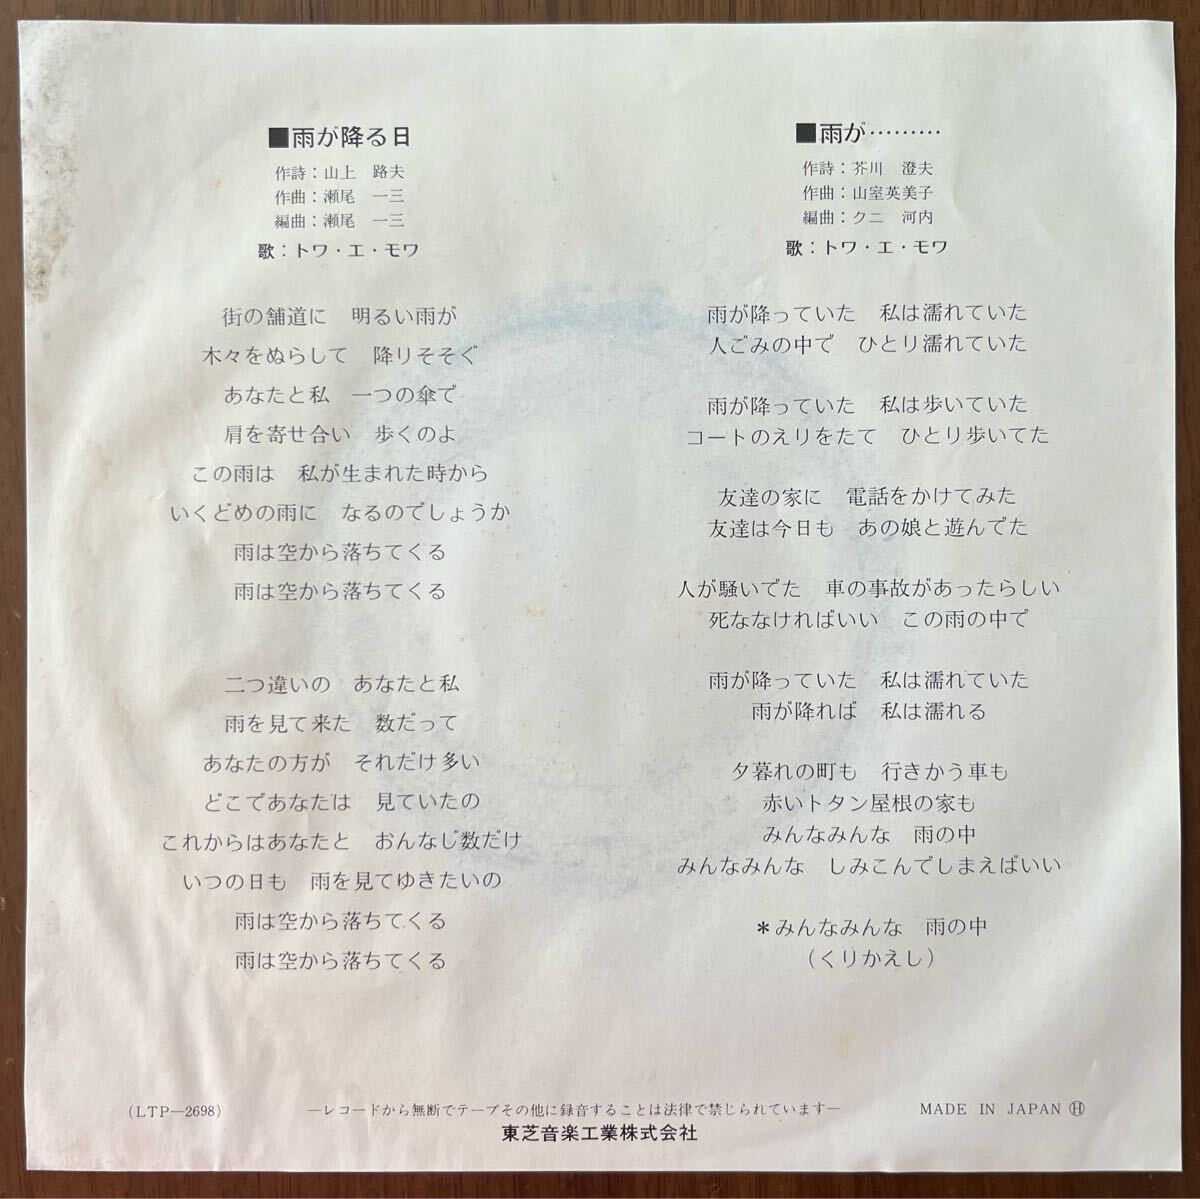 ■雨が降る日
作詩：山上　路夫
作曲：瀬尾　一三
編曲：瀬尾　一三
歌：トワ・エ・モワ
街の舗道に　明るい雨が
木々をぬらして　降りそそぐ
あなたと私　一つの傘で
肩を寄せ合い　歩くのよ
この雨は　私が生まれた時から
いくどめの雨に　なるのでしょうか
雨は空から落ちてくる
雨は空から落ちてくる
二つ違いの　あなたと私
雨を見て来た　数だって
あなたの方が　それだけ多い
どこであなたは　見ていたの
これからはあなたと　おんなじ数だけ
いつの日も　雨を見てゆきたいの
雨は空から落ちてくる
雨は空から落ちてくる
■雨が………
作詩：芥川　澄夫
作曲：山室英美子
編曲：クニ　河内
歌：トワ・エ・モワ
雨が降っていた　私は濡れていた
人ごみの中で　ひとり濡れていた
雨が降っていた　私は歩いていた
コートのえりをたて　ひとり歩いてた
友達の家に　電話をかけてみた
友達は今日も　あの娘と遊んでた
人が騒いでた　車の事故があったらしい
死ななければいい　この雨の中で
雨が降っていた　私は濡れていた
雨が降れば　私は濡れる
夕暮れの町も　行きかう車も
赤いトタン屋根の家も
みんなみんな　雨の中
みんなみんな　しみこんでしまえばいい
＊みんなみんな　雨の中
（くりかえし）
(LTP—2698)
—レコードから無断でテープその他に録音することは法律で禁じられています—
MADE IN JAPAN Ⓗ
東芝音楽工業株式会社